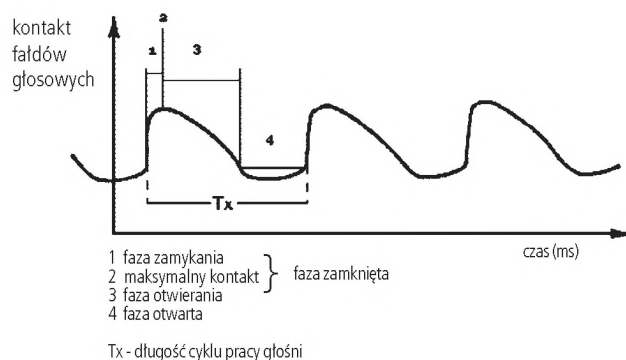 kontakt
fałdów
głosowych
2
1
3
4
Tx
czas (ms)
1 faza zamykania
2 maksymalny kontakt
faza zamknięta
3 faza otwierania
4 faza otwarta
Tx - długość cyklu pracy głośni